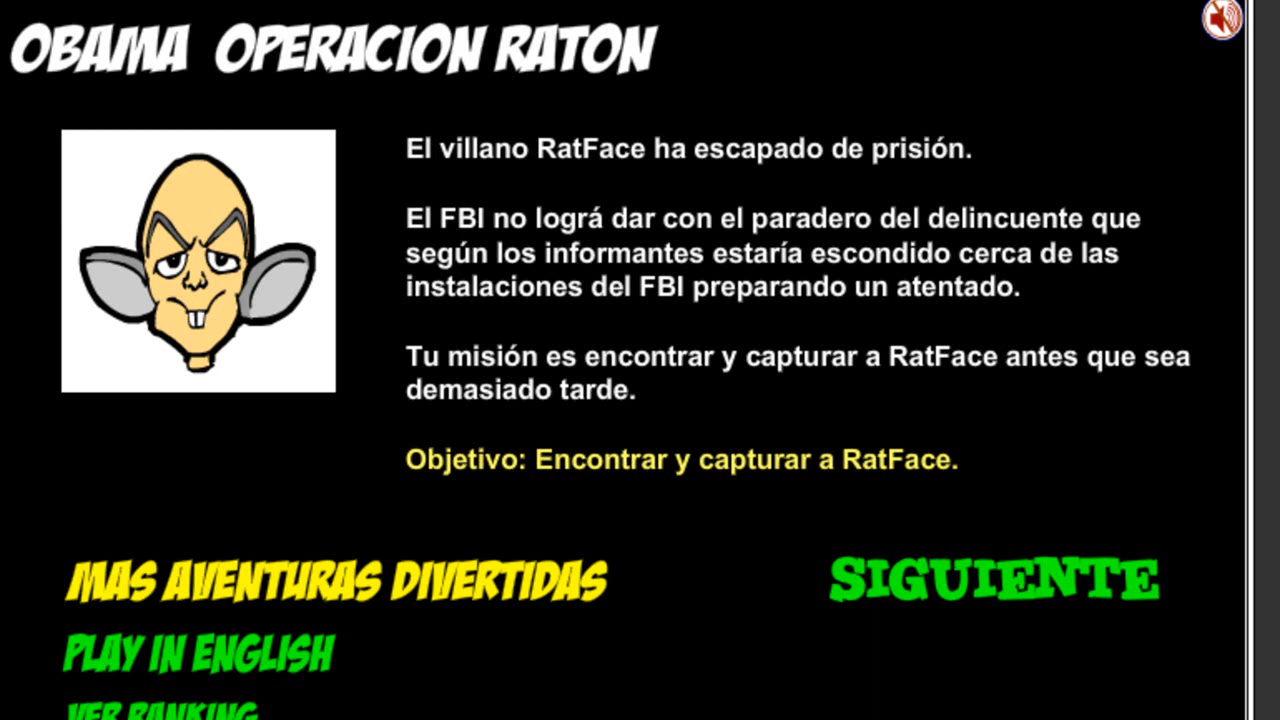 OBAMA OPERACION RATON
El villano RatFace ha escapado de prisión.
El FBI no lográ dar con el paradero del delincuente que
según los informantes estaría escondido cerca de las
instalaciones del FBI preparando un atentado.
Tu misión es encontrar y capturar a RatFace antes que sea
demasiado tarde.
Objetivo: Encontrar y capturar a RatFace.
MAS AVENTURAS DIVERTIDAS
SIGUIENTE
PLAY IN ENGLISH
VER RANKING